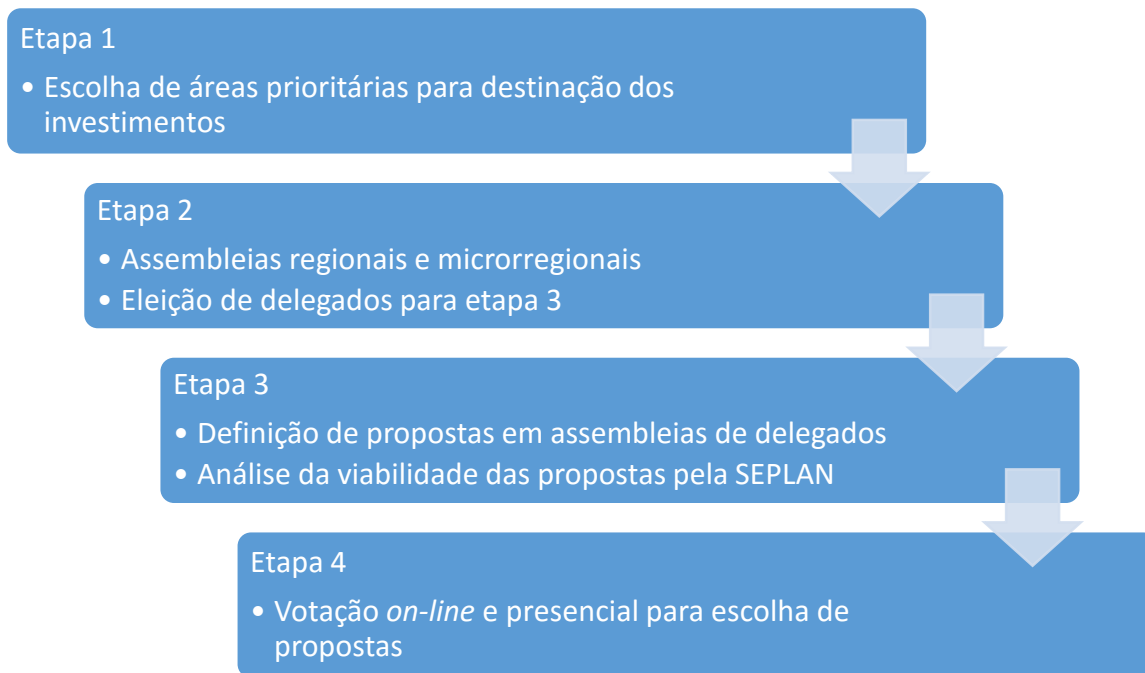 Etapa 1
• Escolha de áreas prioritárias para destinação dos
investimentos
Etapa 2
• Assembleias regionais e microrregionais
• Eleição de delegados para etapa 3
Etapa 3
• Definição de propostas em assembleias de delegados
• Análise da viabilidade das propostas pela SEPLAN
Etapa 4
• Votação on-line e presencial para escolha de
propostas